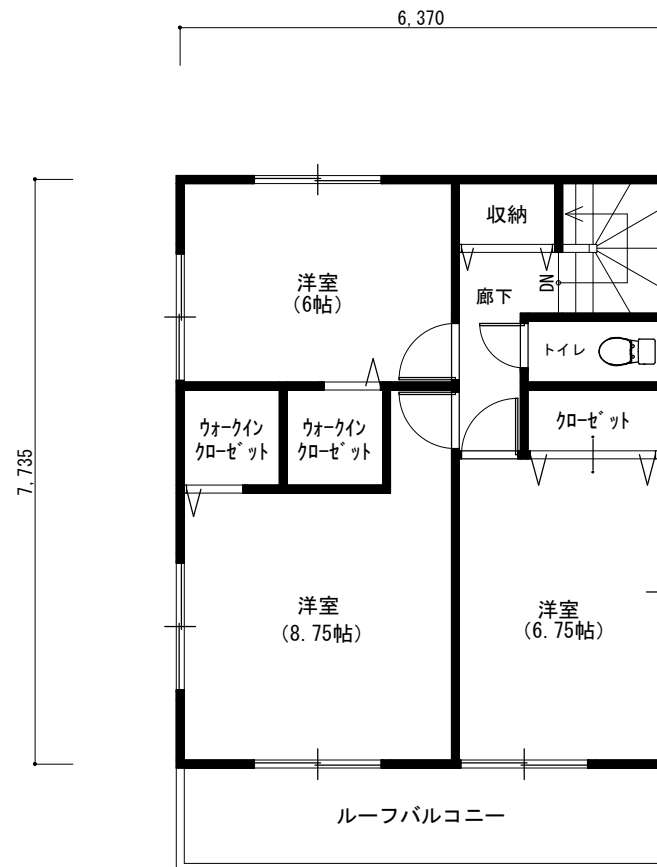 6,370
収納
洋室
(6帖)
廊下
DN
トイレ
ウォークイン
クローゼット
ウォークイン
クローゼット
クローゼット
7,735
洋室
(8.75帖)
洋室
(6.75帖)
ルーフバルコニー